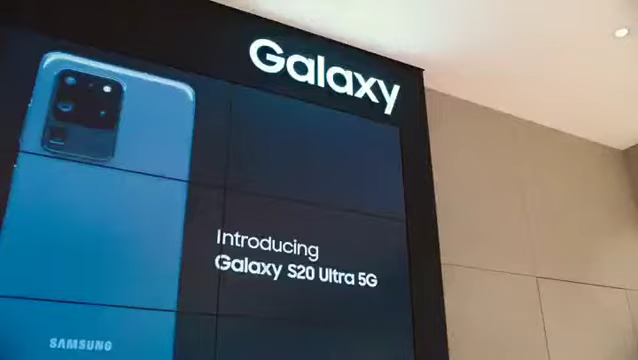 Galaxy
Introducing
Galaxy S20 Ultra 5G
SAMSUNG